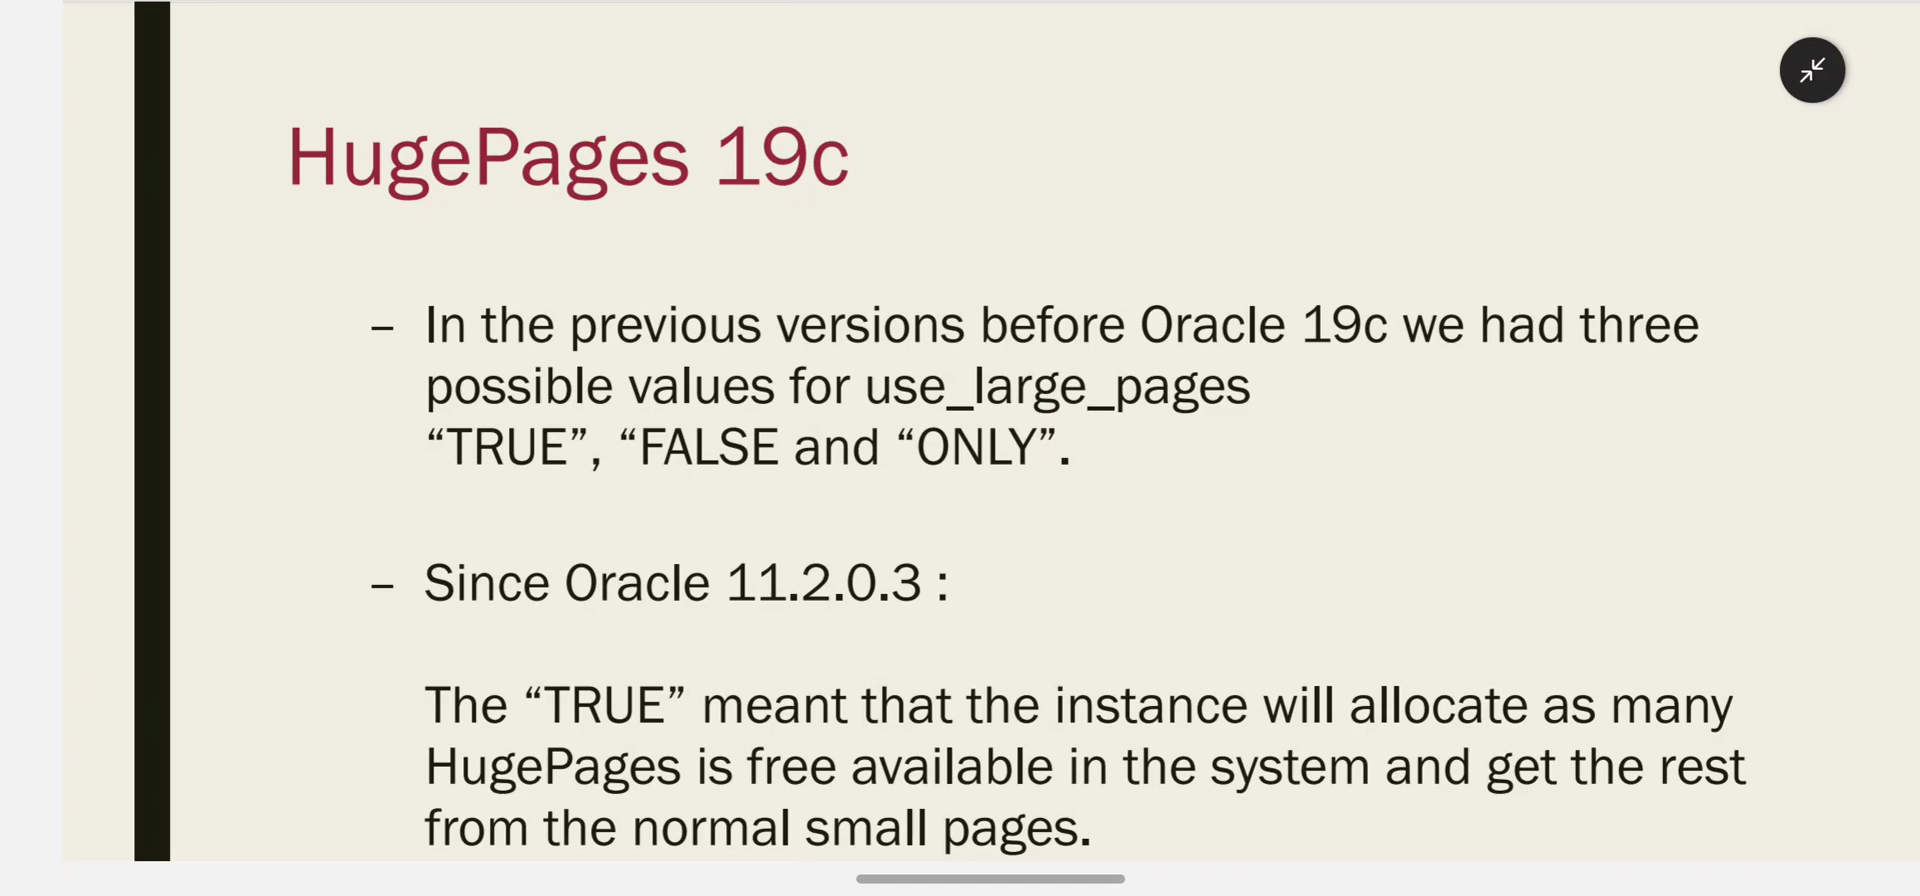 HugePages 19c
– In the previous versions before Oracle 19c we had three
possible values for use_large_pages
“TRUE”, “FALSE and “ONLY”.
– Since Oracle 11.2.0.3 :
The “TRUE” meant that the instance will allocate as many
HugePages is free available in the system and get the rest
from the normal small pages.